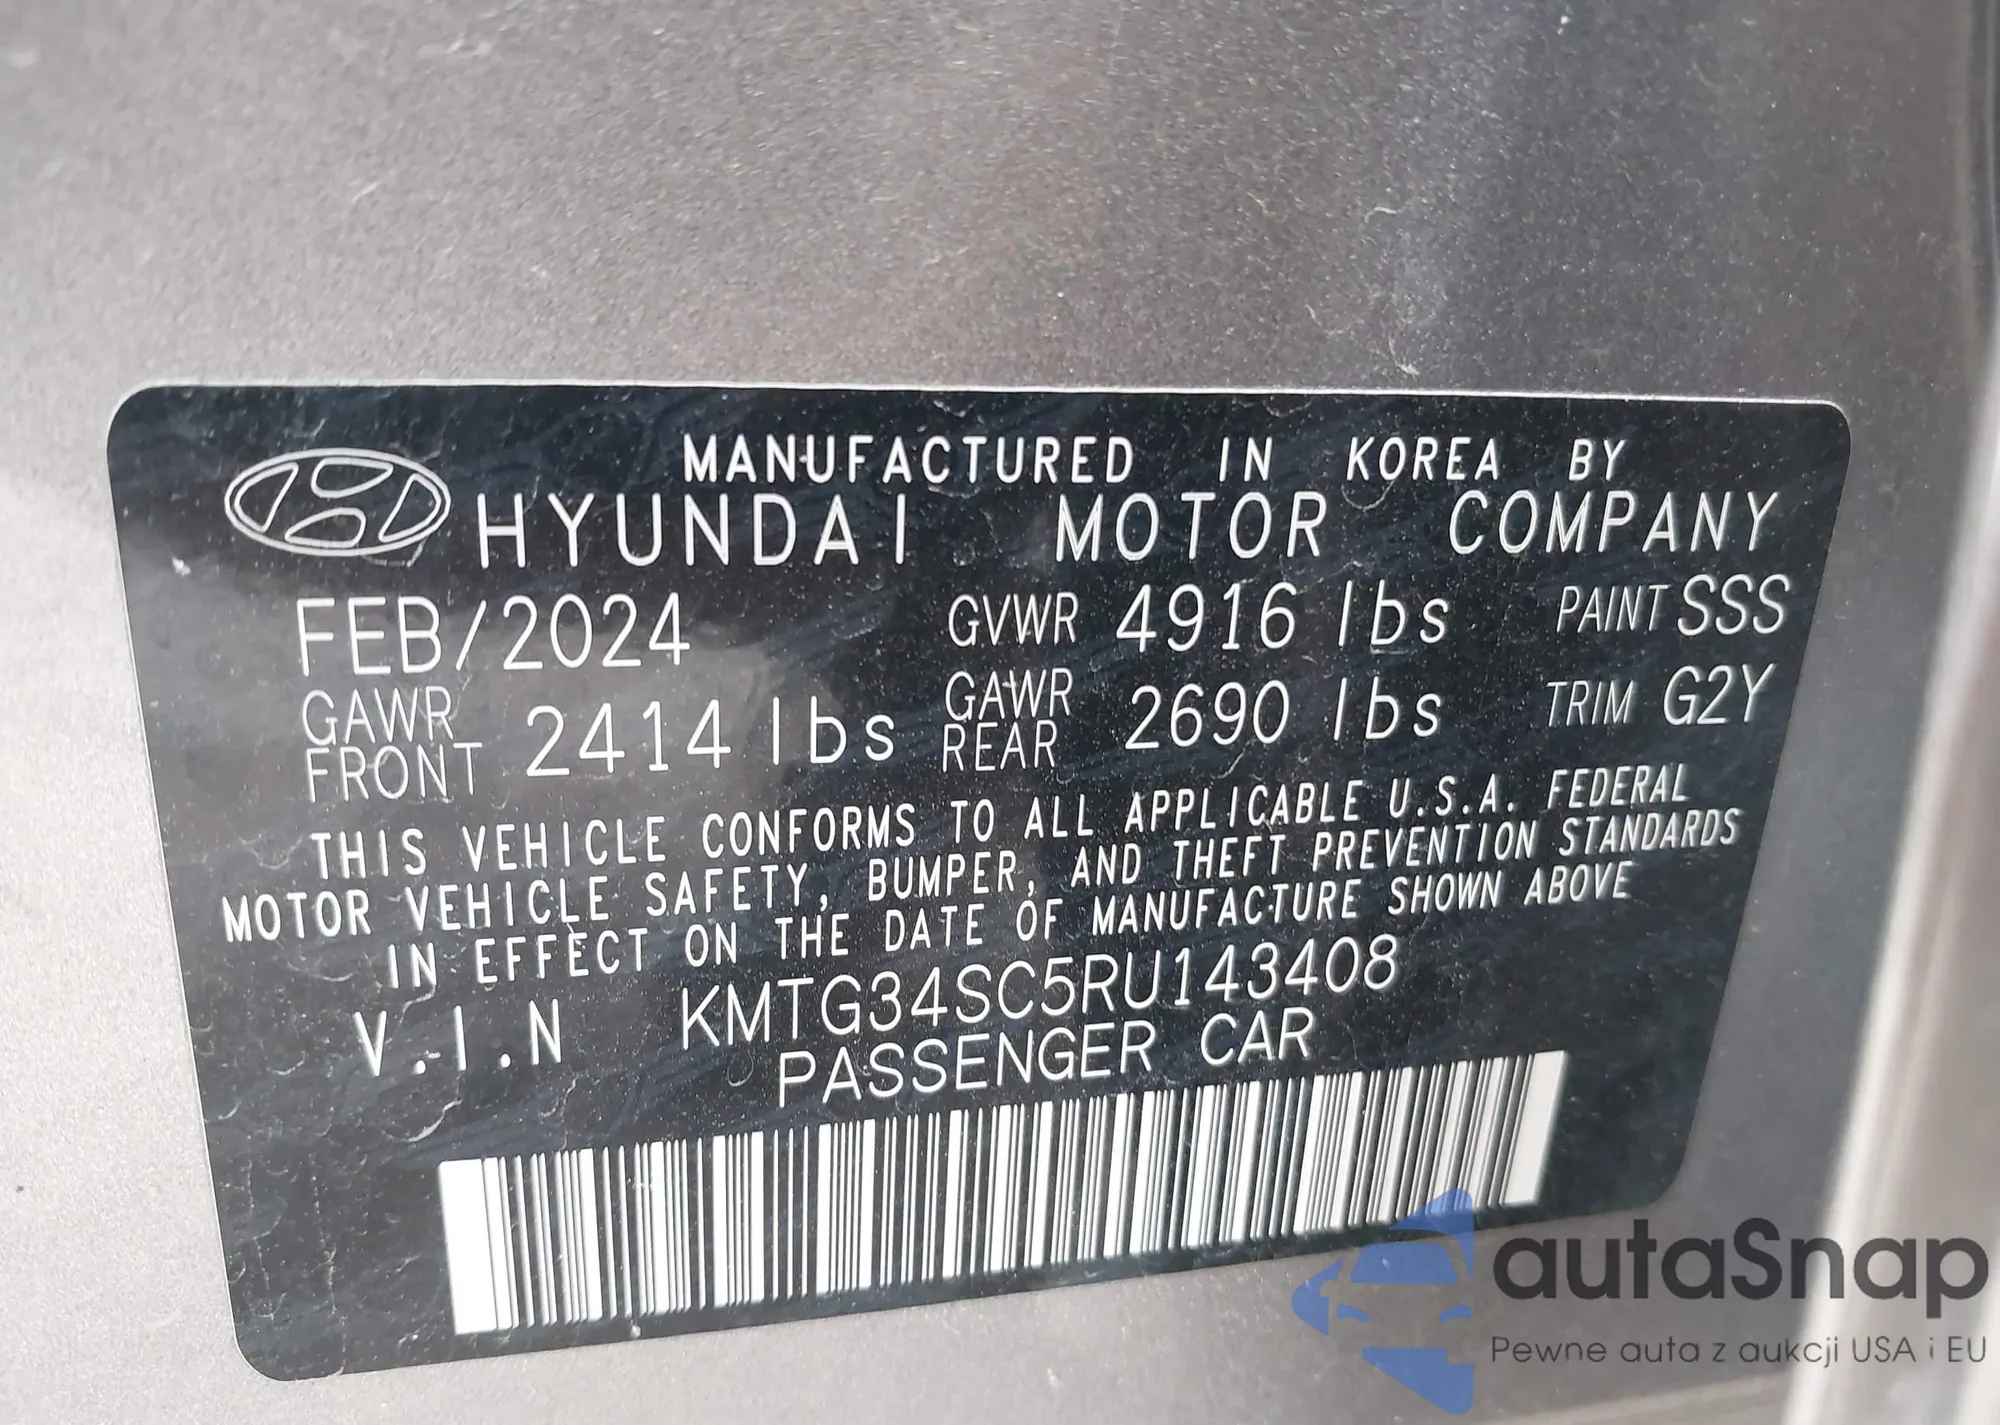 MANUFACTURED IN KOREA BY
HYUNDAI MOTOR COMPANY
FEB/2024 GVWR 4916 lbs PAINT SSS
GAWR FRONT 2414 lbs GAWR REAR 2690 lbs TRIM G2Y
THIS VEHICLE CONFORMS TO ALL APPLICABLE U.S.A. FEDERAL
MOTOR VEHICLE SAFETY, BUMPER, AND THEFT PREVENTION STANDARDS
IN EFFECT ON THE DATE OF MANUFACTURE SHOWN ABOVE
V.I.N KMTG34SC5RU143408
PASSENGER CAR
autaSnap
Pewne auta z aukcji USA i EU